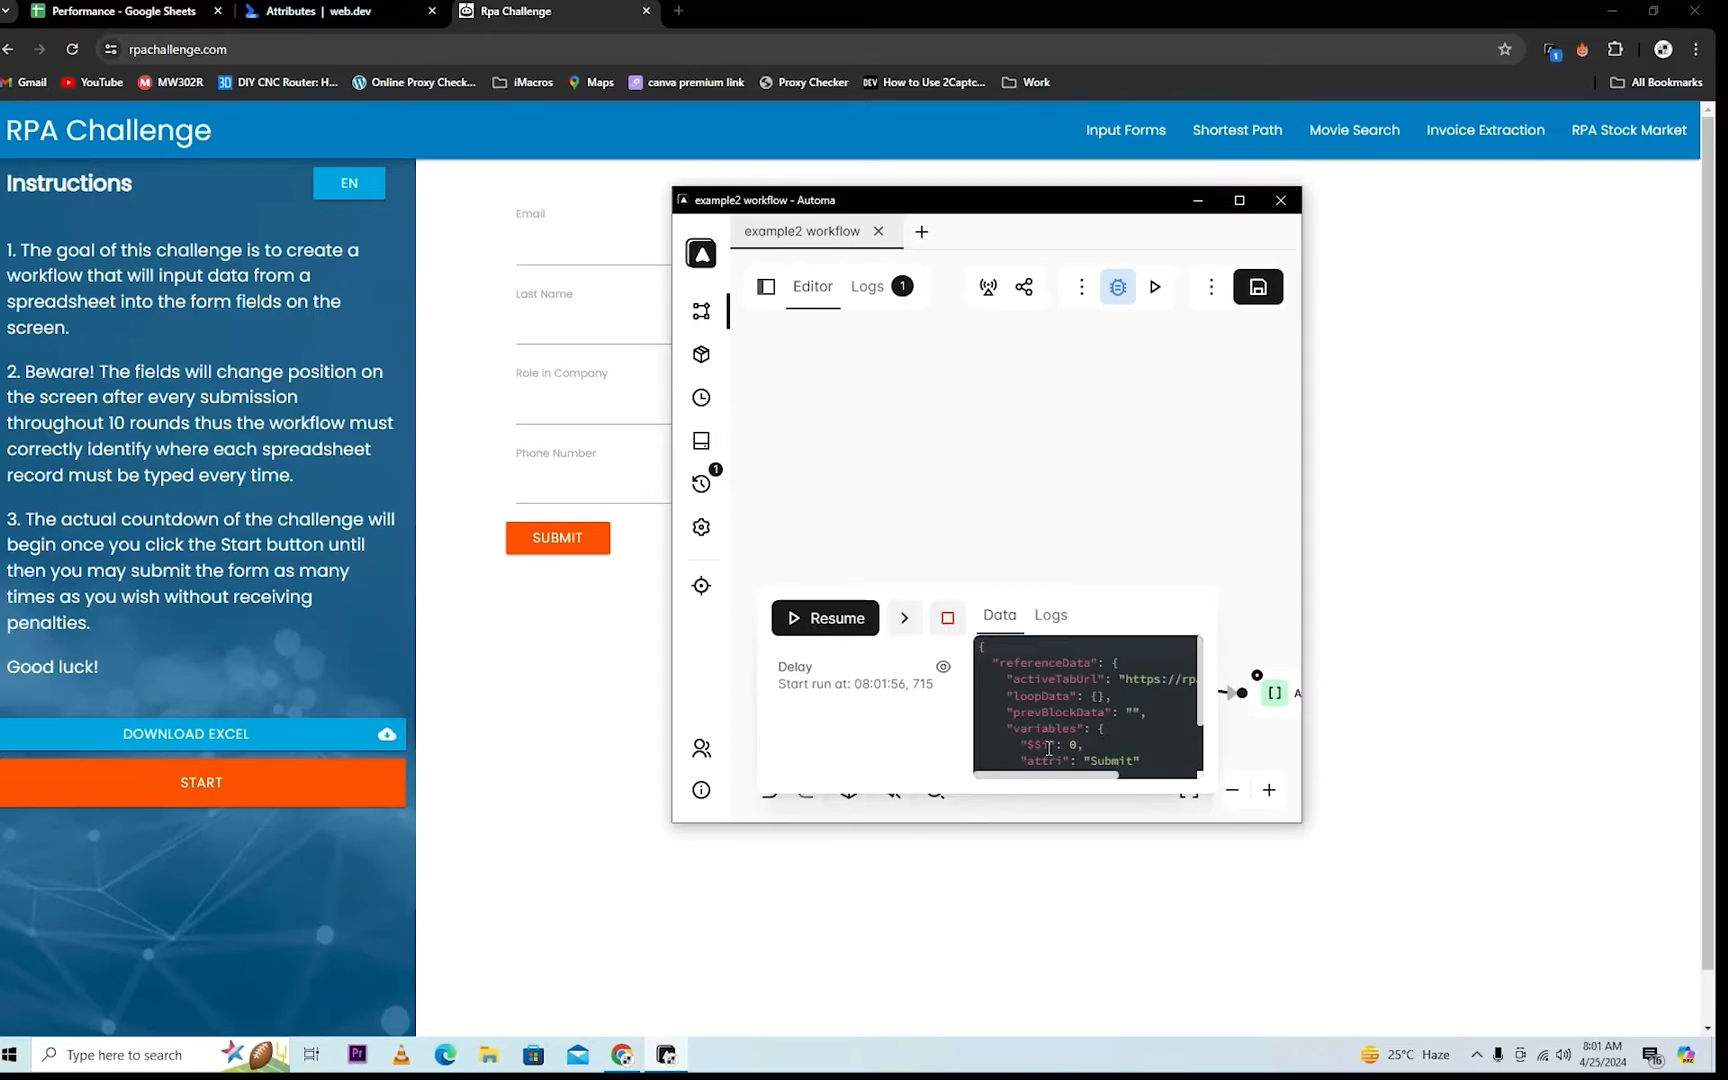 Performance - Google Sheets
Attributes | web.dev
Rpa Challenge
rpachallenge.com
1
Gmail
YouTube
MW302R
DIY CNC Router: H...
Online Proxy Check...
iMacros
Maps
canva premium link
Proxy Checker
DEV
How to Use 2Captc...
Work
All Bookmarks
RPA Challenge
Input Forms
Shortest Path
Movie Search
Invoice Extraction
RPA Stock Market
Instructions
EN
1. The goal of this challenge is to create a
workflow that will input data from a
spreadsheet into the form fields on the
screen.
2. Beware! The fields will change position on
the screen after every submission
throughout 10 rounds thus the workflow must
correctly identify where each spreadsheet
record must be typed every time.
3. The actual countdown of the challenge will
begin once you click the Start button until
then you may submit the form as many
times as you wish without receiving
penalties.
Good luck!
DOWNLOAD EXCEL
START
Email
Last Name
Role in Company
Phone Number
SUBMIT
example2 workflow - Automa
example2 workflow
Editor
Logs 1
1
Resume
Data
Logs
Delay
Start run at: 08:01:56, 715
{
"referenceData": {
"activeTabUrl": "https://rp
"loopData": {},
"prevBlockData": "",
"variables": {
0,
"attri": "Submit"
[] A
Type here to search
Pr
25°C Haze
8:01 AM
4/25/2024
16